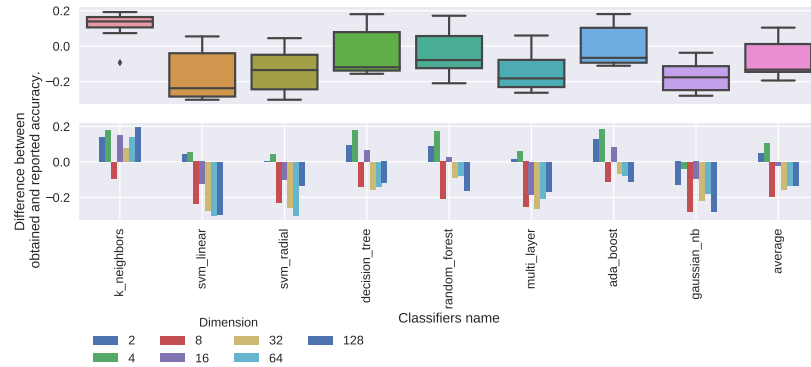 0.2
0.0
−0.2
0.2
0.0
−0.2
Difference between
obtained and reported accuracy.
k_neighbors
svm_linear
svm_radial
decision_tree
random_forest
multi_layer
ada_boost
gaussian_nb
average
Classifiers name
Dimension
2 8 32 128
4 16 64